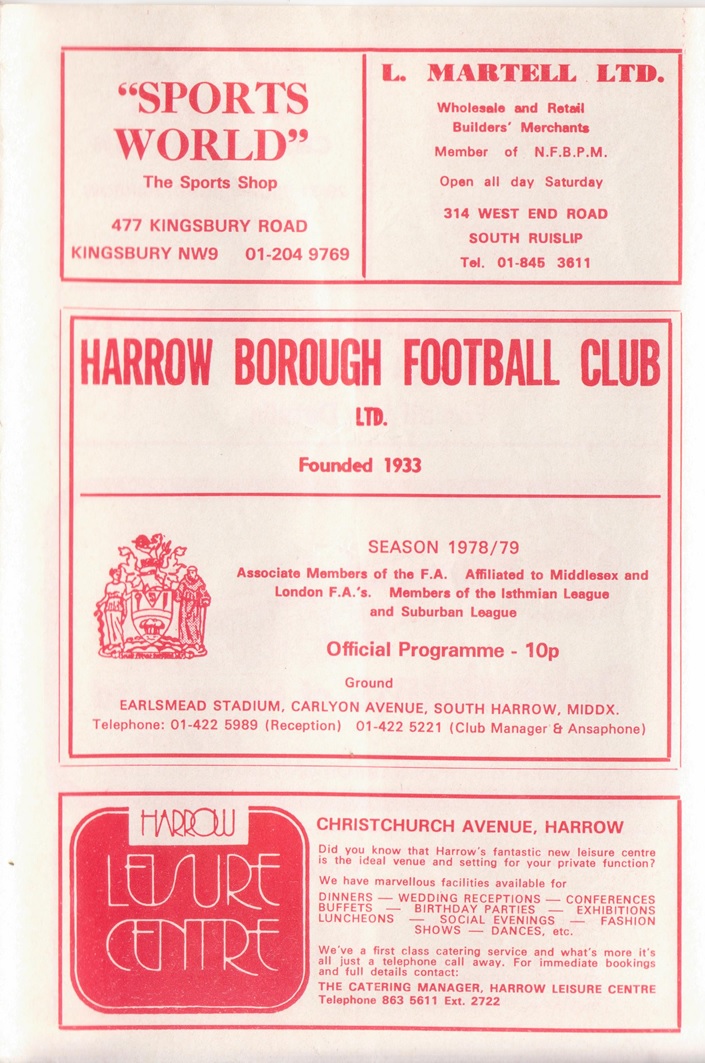 "SPORTS
WORLD"
The Sports Shop
477 KINGSBURY ROAD
KINGSBURY NW9 01-204 9769
L. MARTELL LTD.
Wholesale and Retail
Builders' Merchants
Member of N.F.B.P.M.
Open all day Saturday
314 WEST END ROAD
SOUTH RUISLIP
Tel. 01-845 3611
HARROW BOROUGH FOOTBALL CLUB
LTD.
Founded 1933
SEASON 1978/79
Associate Members of the F.A. Affiliated to Middlesex and
London F.A.'s. Members of the Isthmian League
and Suburban League
Official Programme - 10p
Ground
EARLSMEAD STADIUM, CARLYON AVENUE, SOUTH HARROW, MIDDX.
Telephone: 01-422 5989 (Reception) 01-422 5221 (Club Manager & Ansaphone)
HARROW
LEISURE
CENTRE
CHRISTCHURCH AVENUE, HARROW
Did you know that Harrow's fantastic new leisure centre
is the ideal venue and setting for your private function?
We have marvellous facilities available for
DINNERS — WEDDING RECEPTIONS — CONFERENCES
BUFFETS — BIRTHDAY PARTIES — EXHIBITIONS
LUNCHEONS — SOCIAL EVENINGS — FASHION
SHOWS — DANCES, etc.
We've a first class catering service and what's more it's
all just a telephone call away. For immediate bookings
and full details contact:
THE CATERING MANAGER, HARROW LEISURE CENTRE
Telephone 863 5611 Ext. 2722